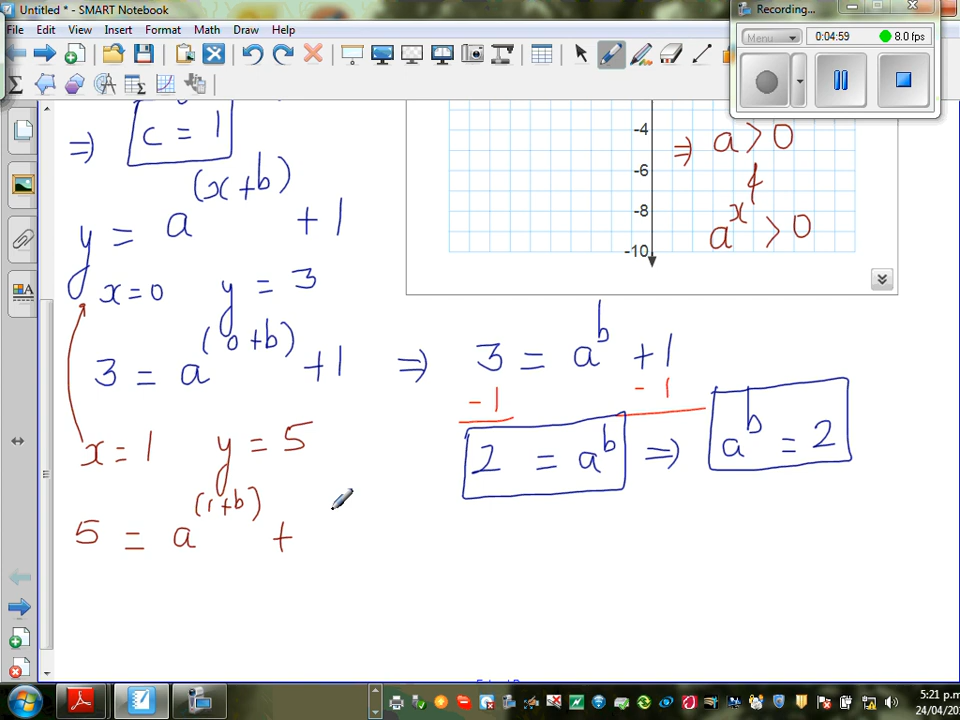 Untitled * - SMART Notebook
File Edit View Insert Format Math Draw Help
Recording...
Menu 0:04:59 8.0 fps
⇒ c = 1
y = a^(x+b) + 1
x=0 y = 3
3 = a^(0+b) + 1 ⇒ 3 = a^b + 1
- 1 - 1
2 = a^b ⇒ a^b = 2
x = 1 y = 5
5 = a^(1+b) +
-4
-6
-8
-10
⇒ a > 0
a^x > 0
5:21 p.m
24/04/20